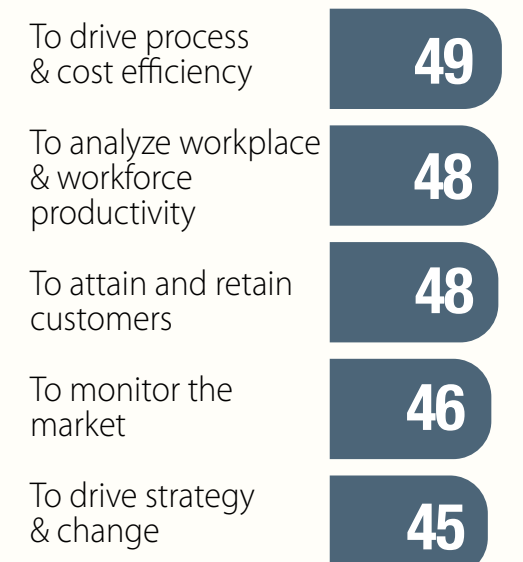 To drive process
& cost efficiency
49
To analyze workplace
& workforce
productivity
48
To attain and retain
customers
48
To monitor the
market
46
To drive strategy
& change
45